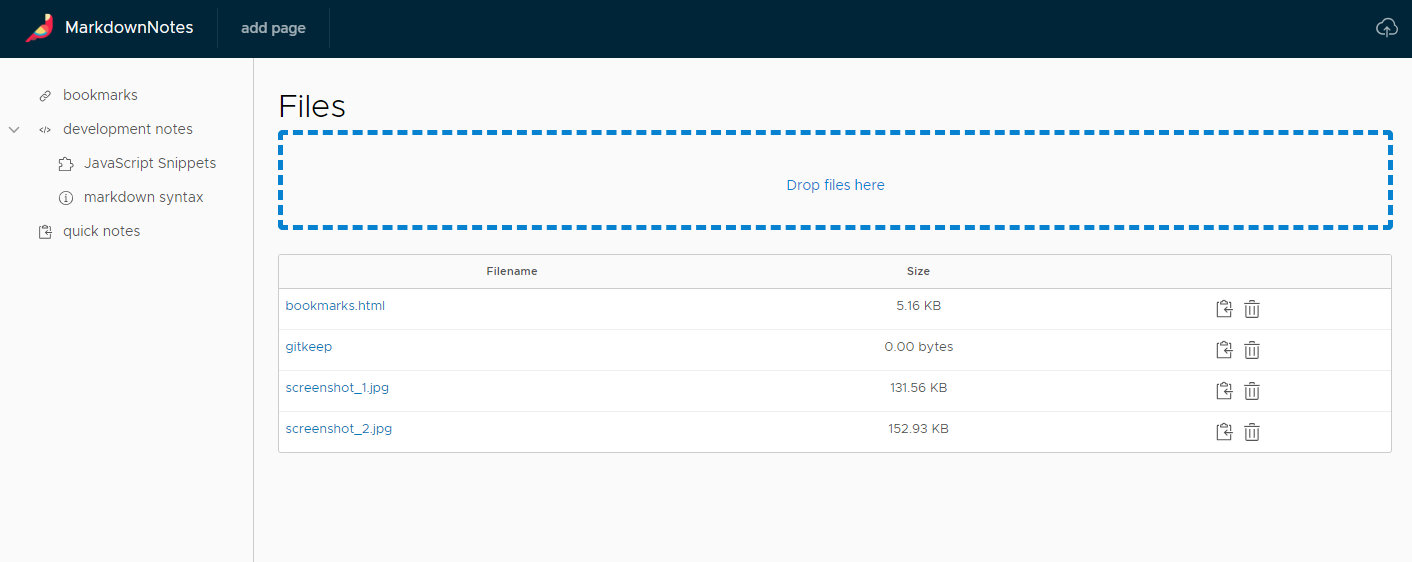 MarkdownNotes add page
bookmarks
development notes
JavaScript Snippets
markdown syntax
quick notes
Files
Drop files here
Filename Size
bookmarks.html 5.16 KB
gitkeep 0.00 bytes
screenshot_1.jpg 131.56 KB
screenshot_2.jpg 152.93 KB